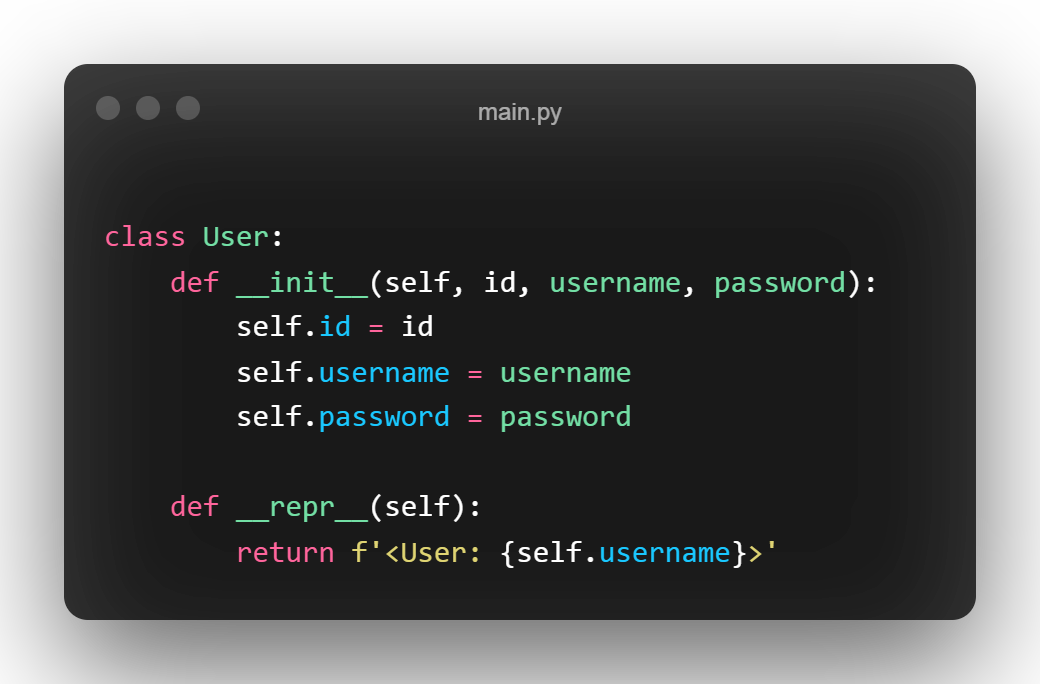 main.py
class User:
    def __init__(self, id, username, password):
        self.id = id
        self.username = username
        self.password = password
    def __repr__(self):
        return f'<User: {self.username}>'